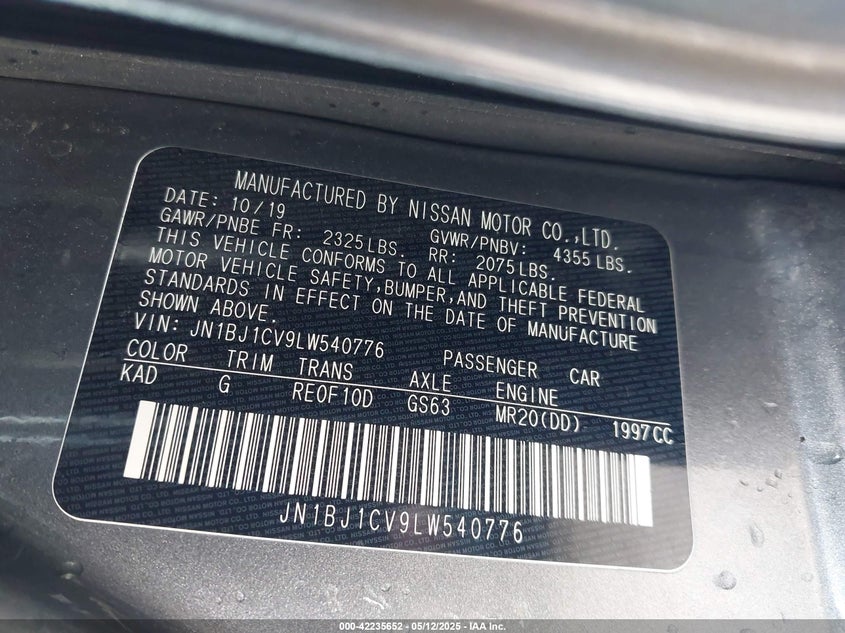 MANUFACTURED BY NISSAN MOTOR CO.,LTD.
DATE: 10/19 GVWR/PNBV: 4355 LBS.
GAWR/PNBE FR: 2325LBS. RR: 2075LBS.
THIS VEHICLE CONFORMS TO ALL APPLICABLE FEDERAL
MOTOR VEHICLE SAFETY,BUMPER,AND THEFT PREVENTION
STANDARDS IN EFFECT ON THE DATE OF MANUFACTURE
SHOWN ABOVE.
VIN: JN1BJ1CV9LW540776 PASSENGER CAR
COLOR TRIM TRANS AXLE ENGINE
KAD G RE0F10D GS63 MR20(DD) 1997CC
JN1BJ1CV9LW540776
000-42235652 - 05/12/2025 - IAA Inc.